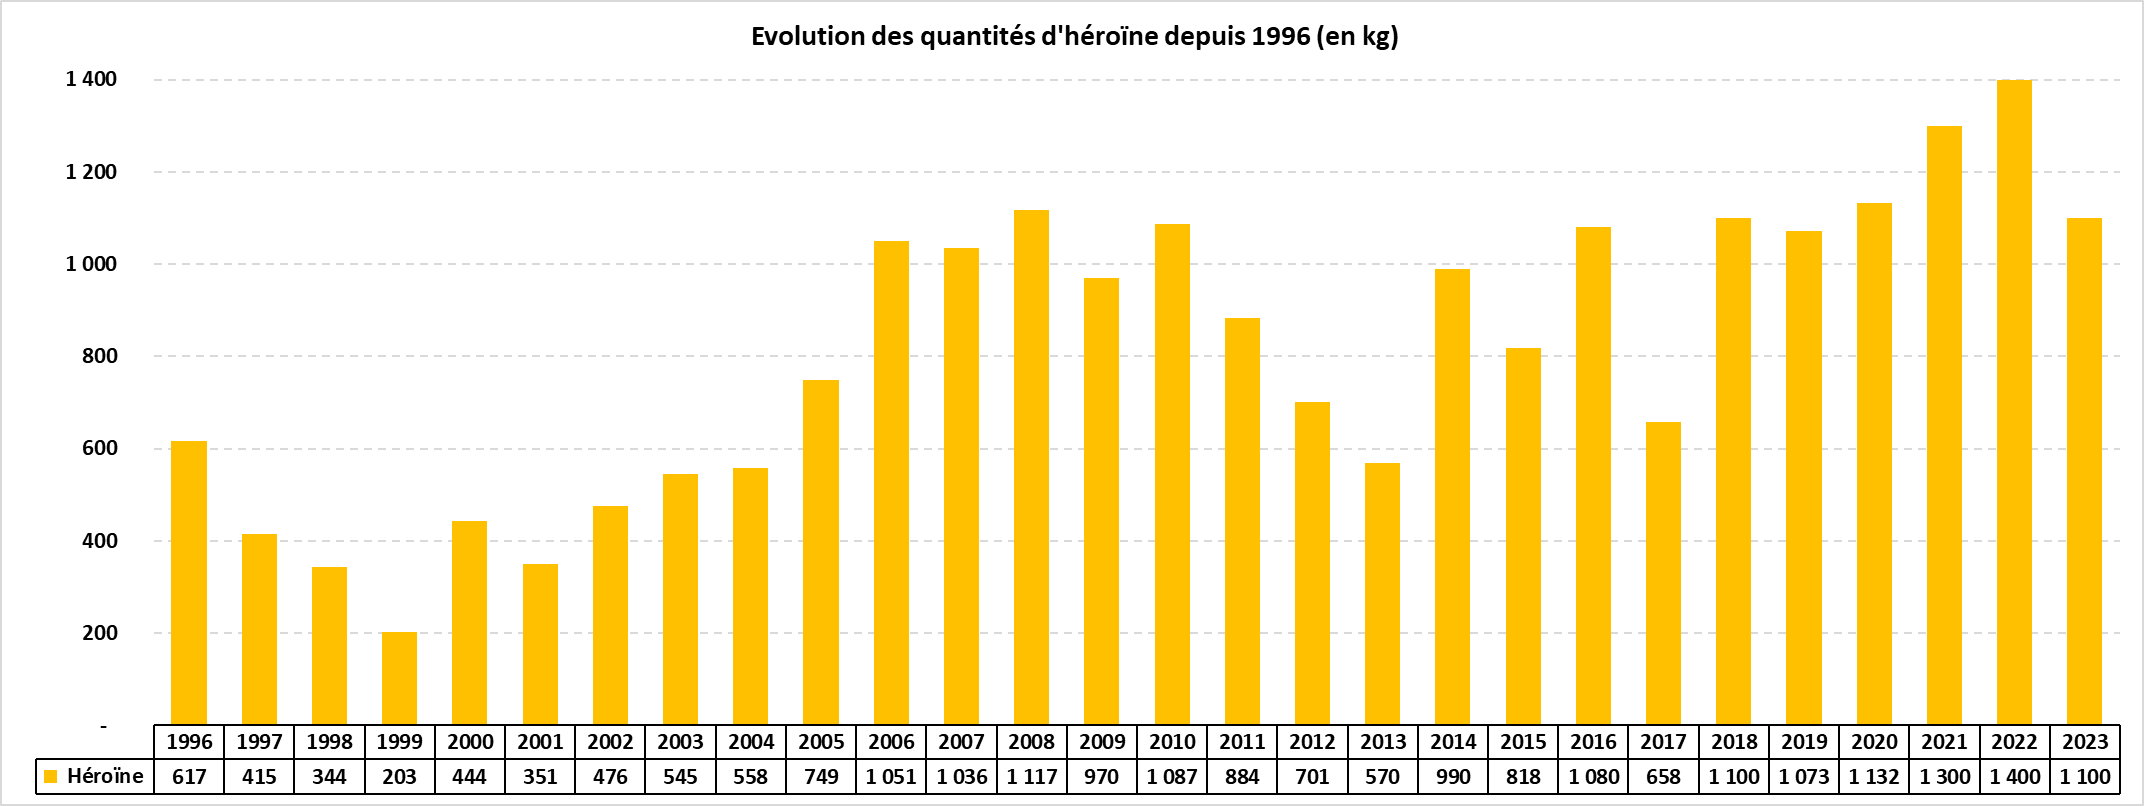 Evolution des quantités d'héroïne depuis 1996 (en kg)
1 400
1 200
1 000
800
600
400
200
-
1996 1997 1998 1999 2000 2001 2002 2003 2004 2005 2006 2007 2008 2009 2010 2011 2012 2013 2014 2015 2016 2017 2018 2019 2020 2021 2022 2023
Héroïne 617 415 344 203 444 351 476 545 558 749 1 051 1 036 1 117 970 1 087 884 701 570 990 818 1 080 658 1 100 1 073 1 132 1 300 1 400 1 100